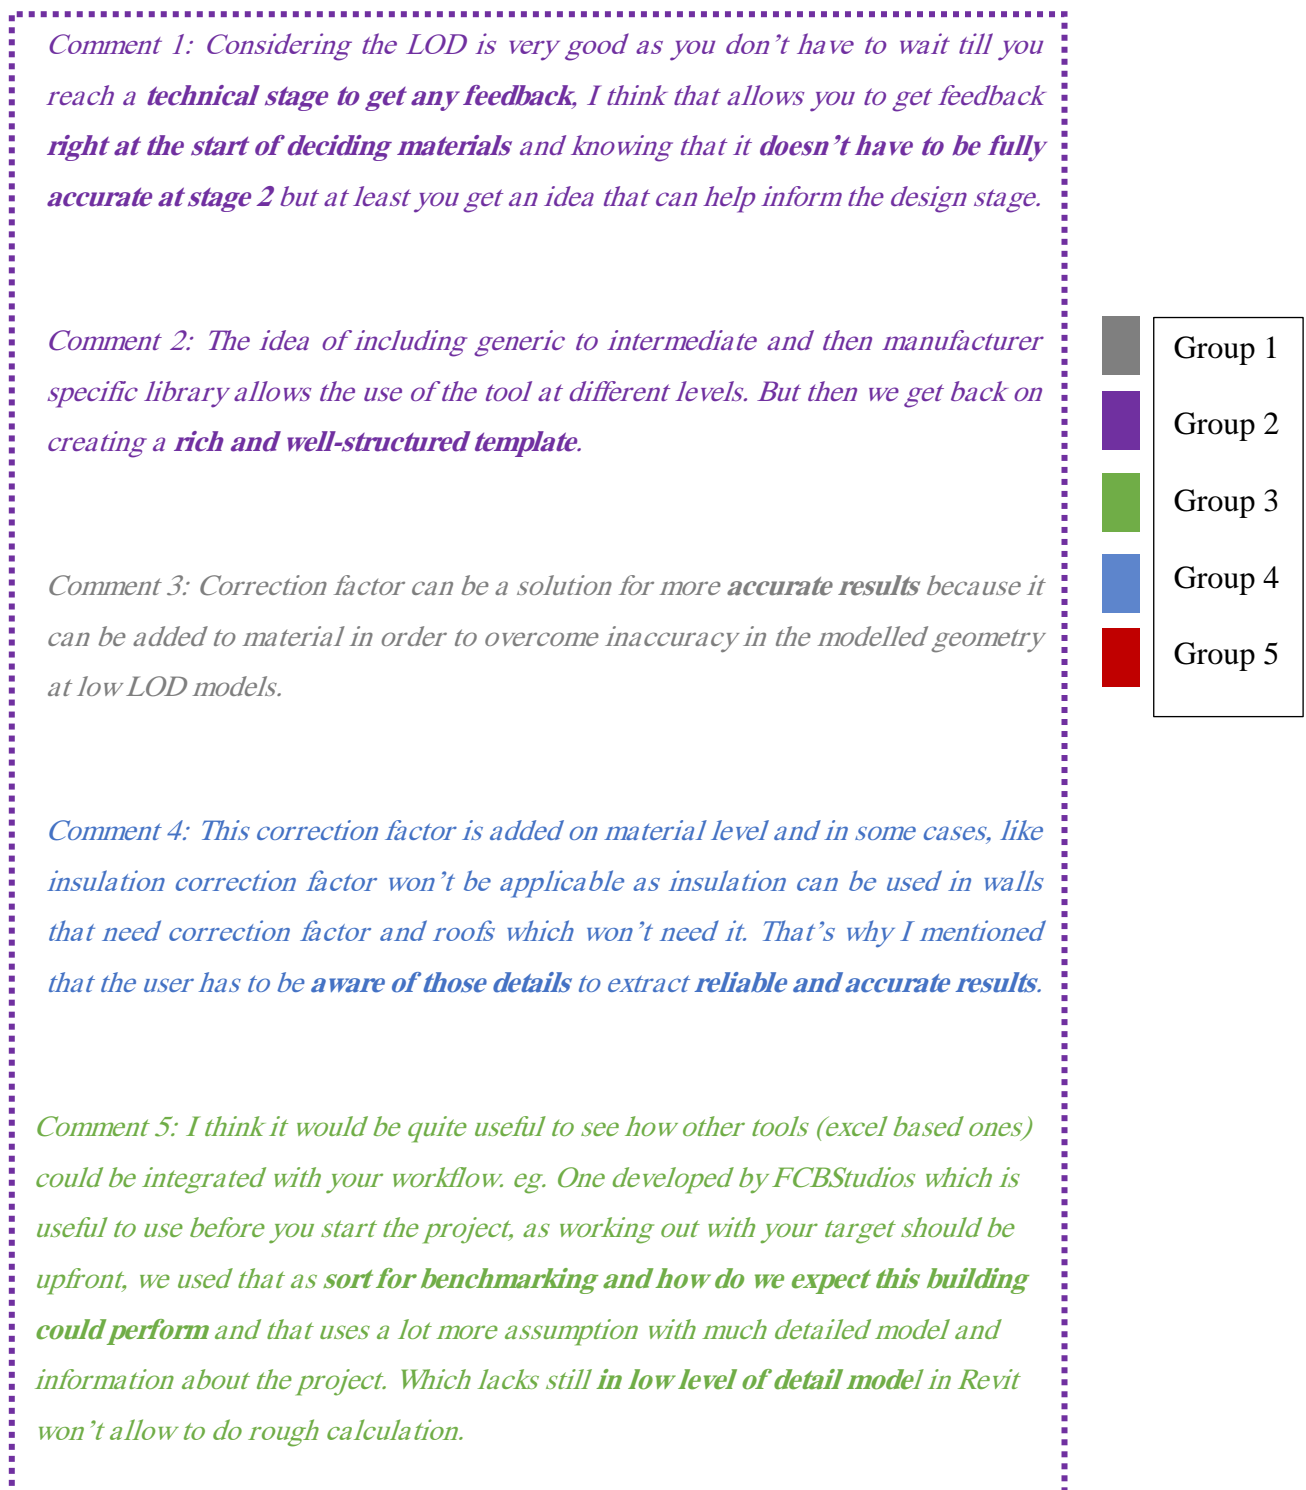 Comment 1: Considering the LOD is very good as you don't have to wait till you
reach a technical stage to get any feedback, I think that allows you to get feedback
right at the start of deciding materials and knowing that it doesn't have to be fully
accurate at stage 2 but at least you get an idea that can help inform the design stage.
Comment 2: The idea of including generic to intermediate and then manufacturer
specific library allows the use of the tool at different levels. But then we get back on
creating a rich and well-structured template.
Comment 3: Correction factor can be a solution for more accurate results because it
can be added to material in order to overcome inaccuracy in the modelled geometry
at low LOD models.
Comment 4: This correction factor is added on material level and in some cases, like
insulation correction factor won't be applicable as insulation can be used in walls
that need correction factor and roofs which won't need it. That's why I mentioned
that the user has to be aware of those details to extract reliable and accurate results.
Comment 5: I think it would be quite useful to see how other tools (excel based ones)
could be integrated with your workflow. eg. One developed by FCBStudios which is
useful to use before you start the project, as working out with your target should be
upfront, we used that as sort for benchmarking and how do we expect this building
could perform and that uses a lot more assumption with much detailed model and
information about the project. Which lacks still in low level of detail model in Revit
won't allow to do rough calculation.
Group 1
Group 2
Group 3
Group 4
Group 5